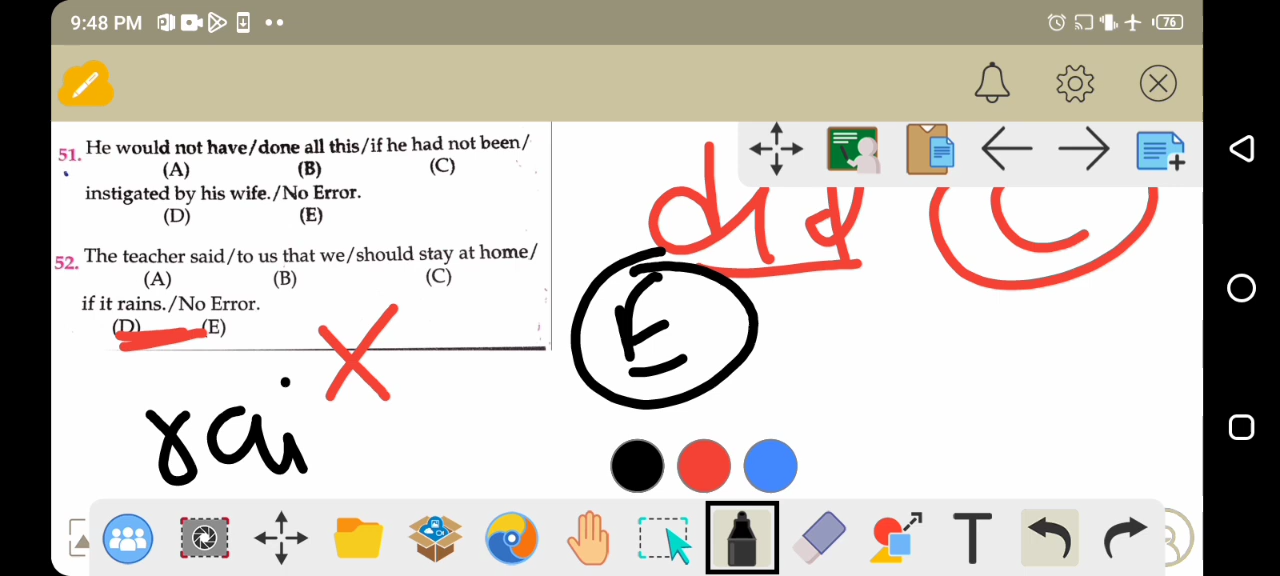 9:48 PM
76
51. He would not have/done all this/if he had not been/
(A) (B) (C)
instigated by his wife./No Error.
(D) (E)
52. The teacher said/to us that we/should stay at home/
(A) (B) (C)
if it rains./No Error.
(D) (E)
E
rai
T